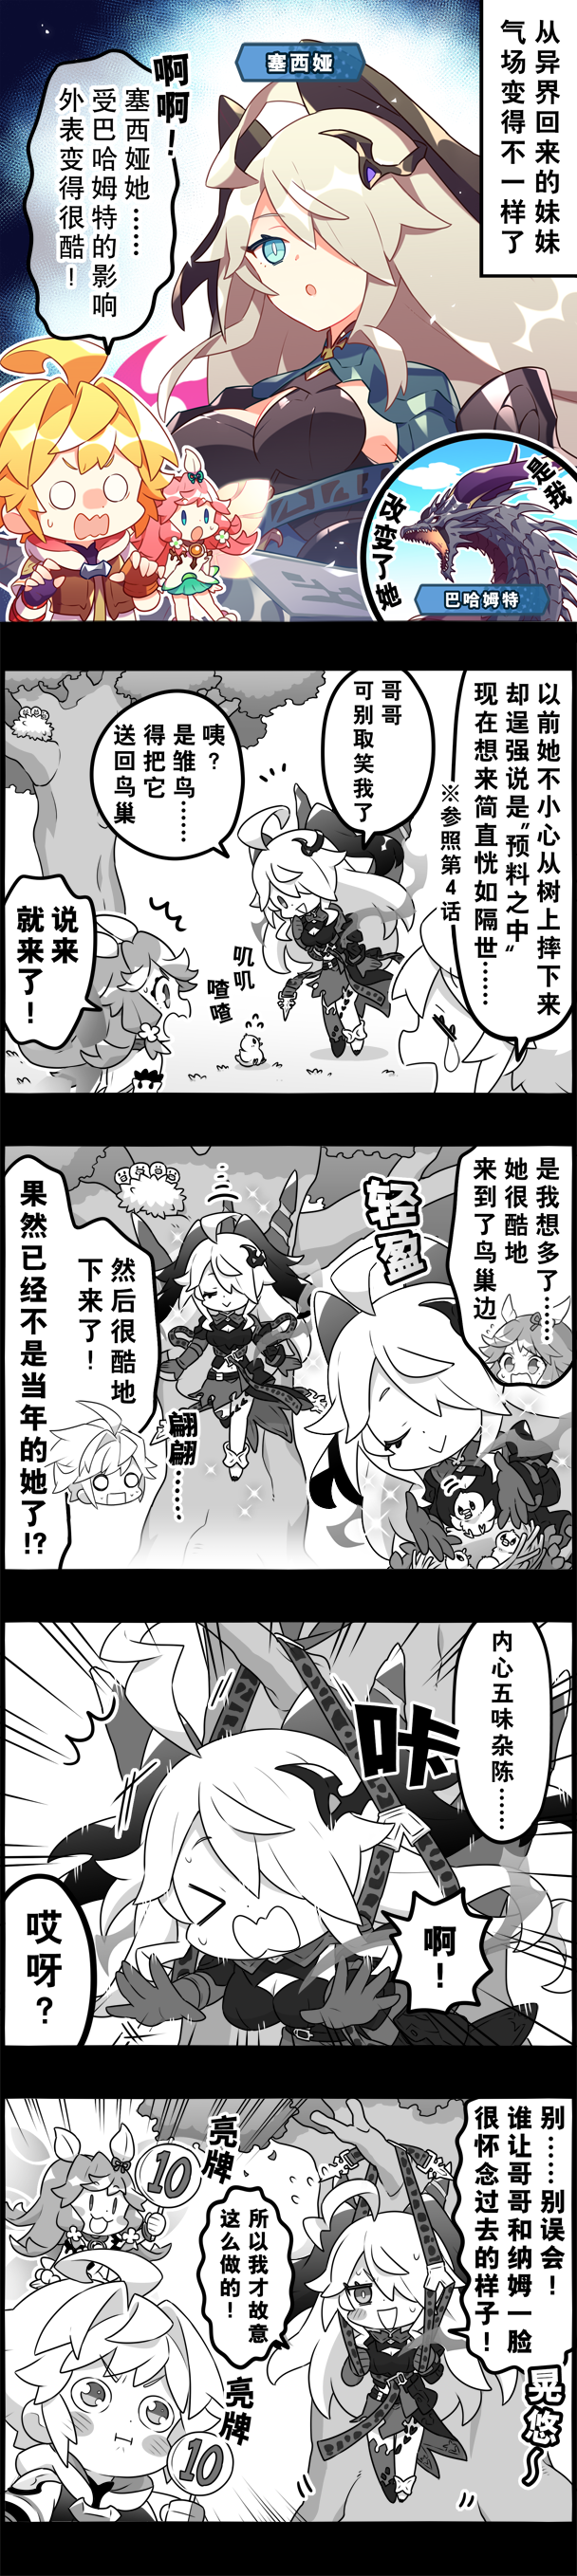 从异界回来的妹妹
气场变得不一样了
塞西娅
啊啊！
塞西娅她……
受巴哈姆特的影响
外表变得很酷！
是我
改变了她
巴哈姆特
以前她不小心从树上摔下来
却逞强说是“预料之中”
现在想来简直恍如隔世……
※参照第4话
哥哥
可别取笑我了
咦？
是雏鸟……
得把它
送回鸟巢
叽叽
喳喳
说来
就来了！
是我想多了……
她很酷地
来到了鸟巢边
轻盈
翩翩……
然后很酷地
下来了！
果然已经不是当年的她了！？
内心五味杂陈……
咔
啊！
哎呀？
别……别误会！
谁让哥哥和纳姆一脸
很怀念过去的样子！
所以我才故意
这么做的！
晃悠～
亮牌
10
亮牌
10